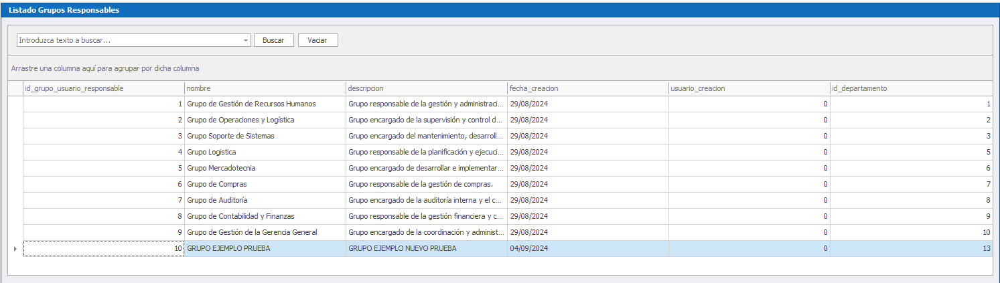 Listado Grupos Responsables
Introduzca texto a buscar... Buscar Vaciar
Arrastre una columna aquí para agrupar por dicha columna
id_grupo_usuario_responsable nombre descripcion fecha_creacion usuario_creacion id_departamento
1 Grupo de Gestión de Recursos Humanos Grupo responsable de la gestión y administraci... 29/08/2024 0 1
2 Grupo de Operaciones y Logística Grupo encargado de la supervisión y control d... 29/08/2024 0 2
3 Grupo Soporte de Sistemas Grupo encargado del mantenimiento, desarroll... 29/08/2024 0 3
4 Grupo Logistica Grupo responsable de la planificación y ejecuci... 29/08/2024 0 5
5 Grupo Mercadotecnia Grupo encargado de desarrollar e implementar... 29/08/2024 0 6
6 Grupo de Compras Grupo responsable de la gestión de compras. 29/08/2024 0 7
7 Grupo de Auditoría Grupo encargado de la auditoría interna y el c... 29/08/2024 0 8
8 Grupo de Contabilidad y Finanzas Grupo responsable de la gestión financiera y c... 29/08/2024 0 9
9 Grupo de Gestión de la Gerencia General Grupo encargado de la coordinación y administ... 29/08/2024 0 10
10 GRUPO EJEMPLO PRUEBA GRUPO EJEMPLO NUEVO PRUEBA 04/09/2024 0 13